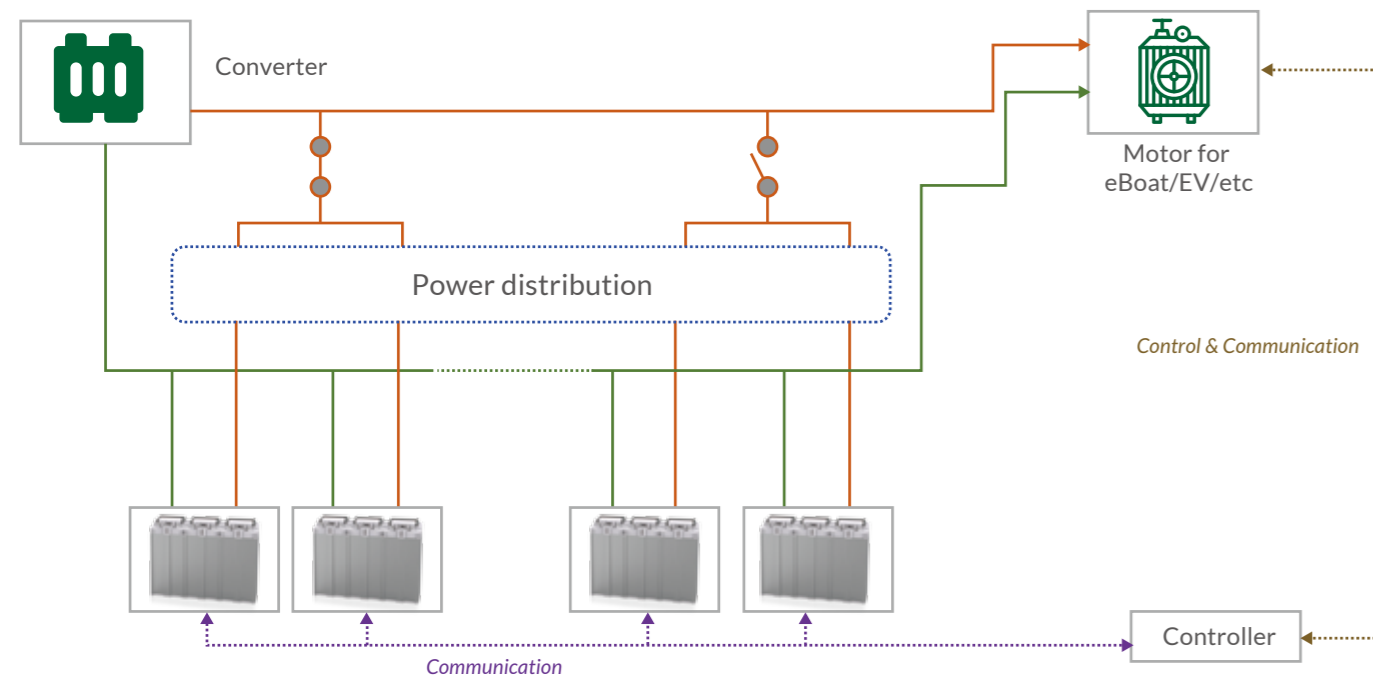 Converter
Motor for
eBoat/EV/etc
Power distribution
Control & Communication
Controller
Communication